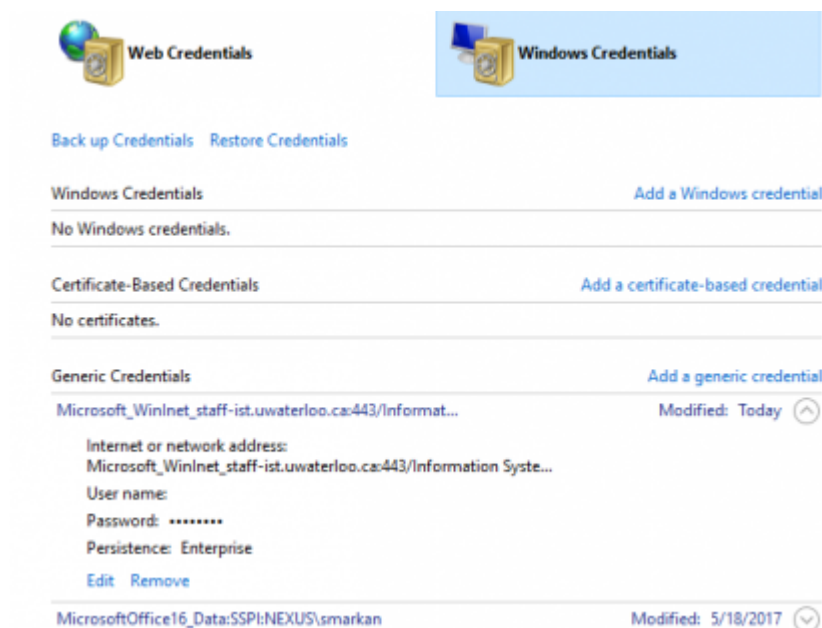 Web Credentials
Windows Credentials
Back up Credentials Restore Credentials
Windows Credentials Add a Windows credential
No Windows credentials.
Certificate-Based Credentials Add a certificate-based credential
No certificates.
Generic Credentials Add a generic credential
Microsoft_WinInet_staff-ist.uwaterloo.ca:443/Informat... Modified: Today
Internet or network address:
Microsoft_WinInet_staff-ist.uwaterloo.ca:443/Information Syste...
User name:
Password: ••••••••
Persistence: Enterprise
Edit Remove
MicrosoftOffice16_Data:SSPI:NEXUS\smarkan Modified: 5/18/2017